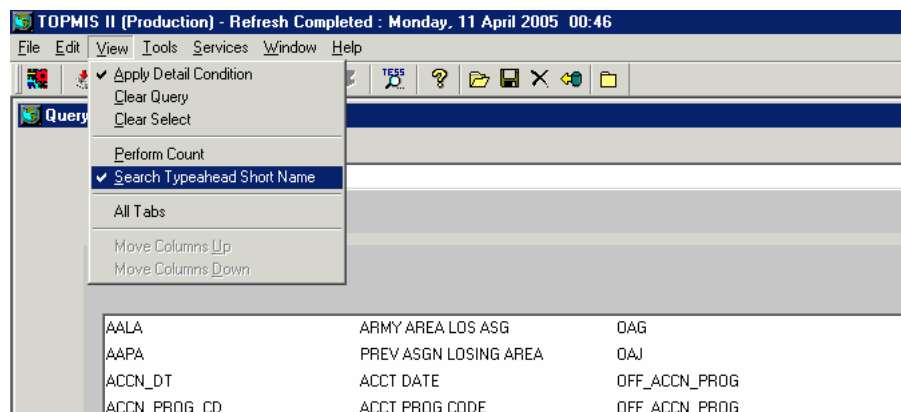 TOPMIS II (Production) - Refresh Completed : Monday, 11 April 2005 00:46
File Edit View Tools Services Window Help
TESS
Query
Apply Detail Condition
Clear Query
Clear Select
Perform Count
Search Typeahead Short Name
All Tabs
Move Columns Up
Move Columns Down
AALA ARMY AREA LOS ASG OAG
AAPA PREV ASGN LOSING AREA OAJ
ACCN_DT ACCT DATE OFF_ACCN_PROG
ACCN_PROG_CD ACCT PROG CODE OFF_ACCN_PROG